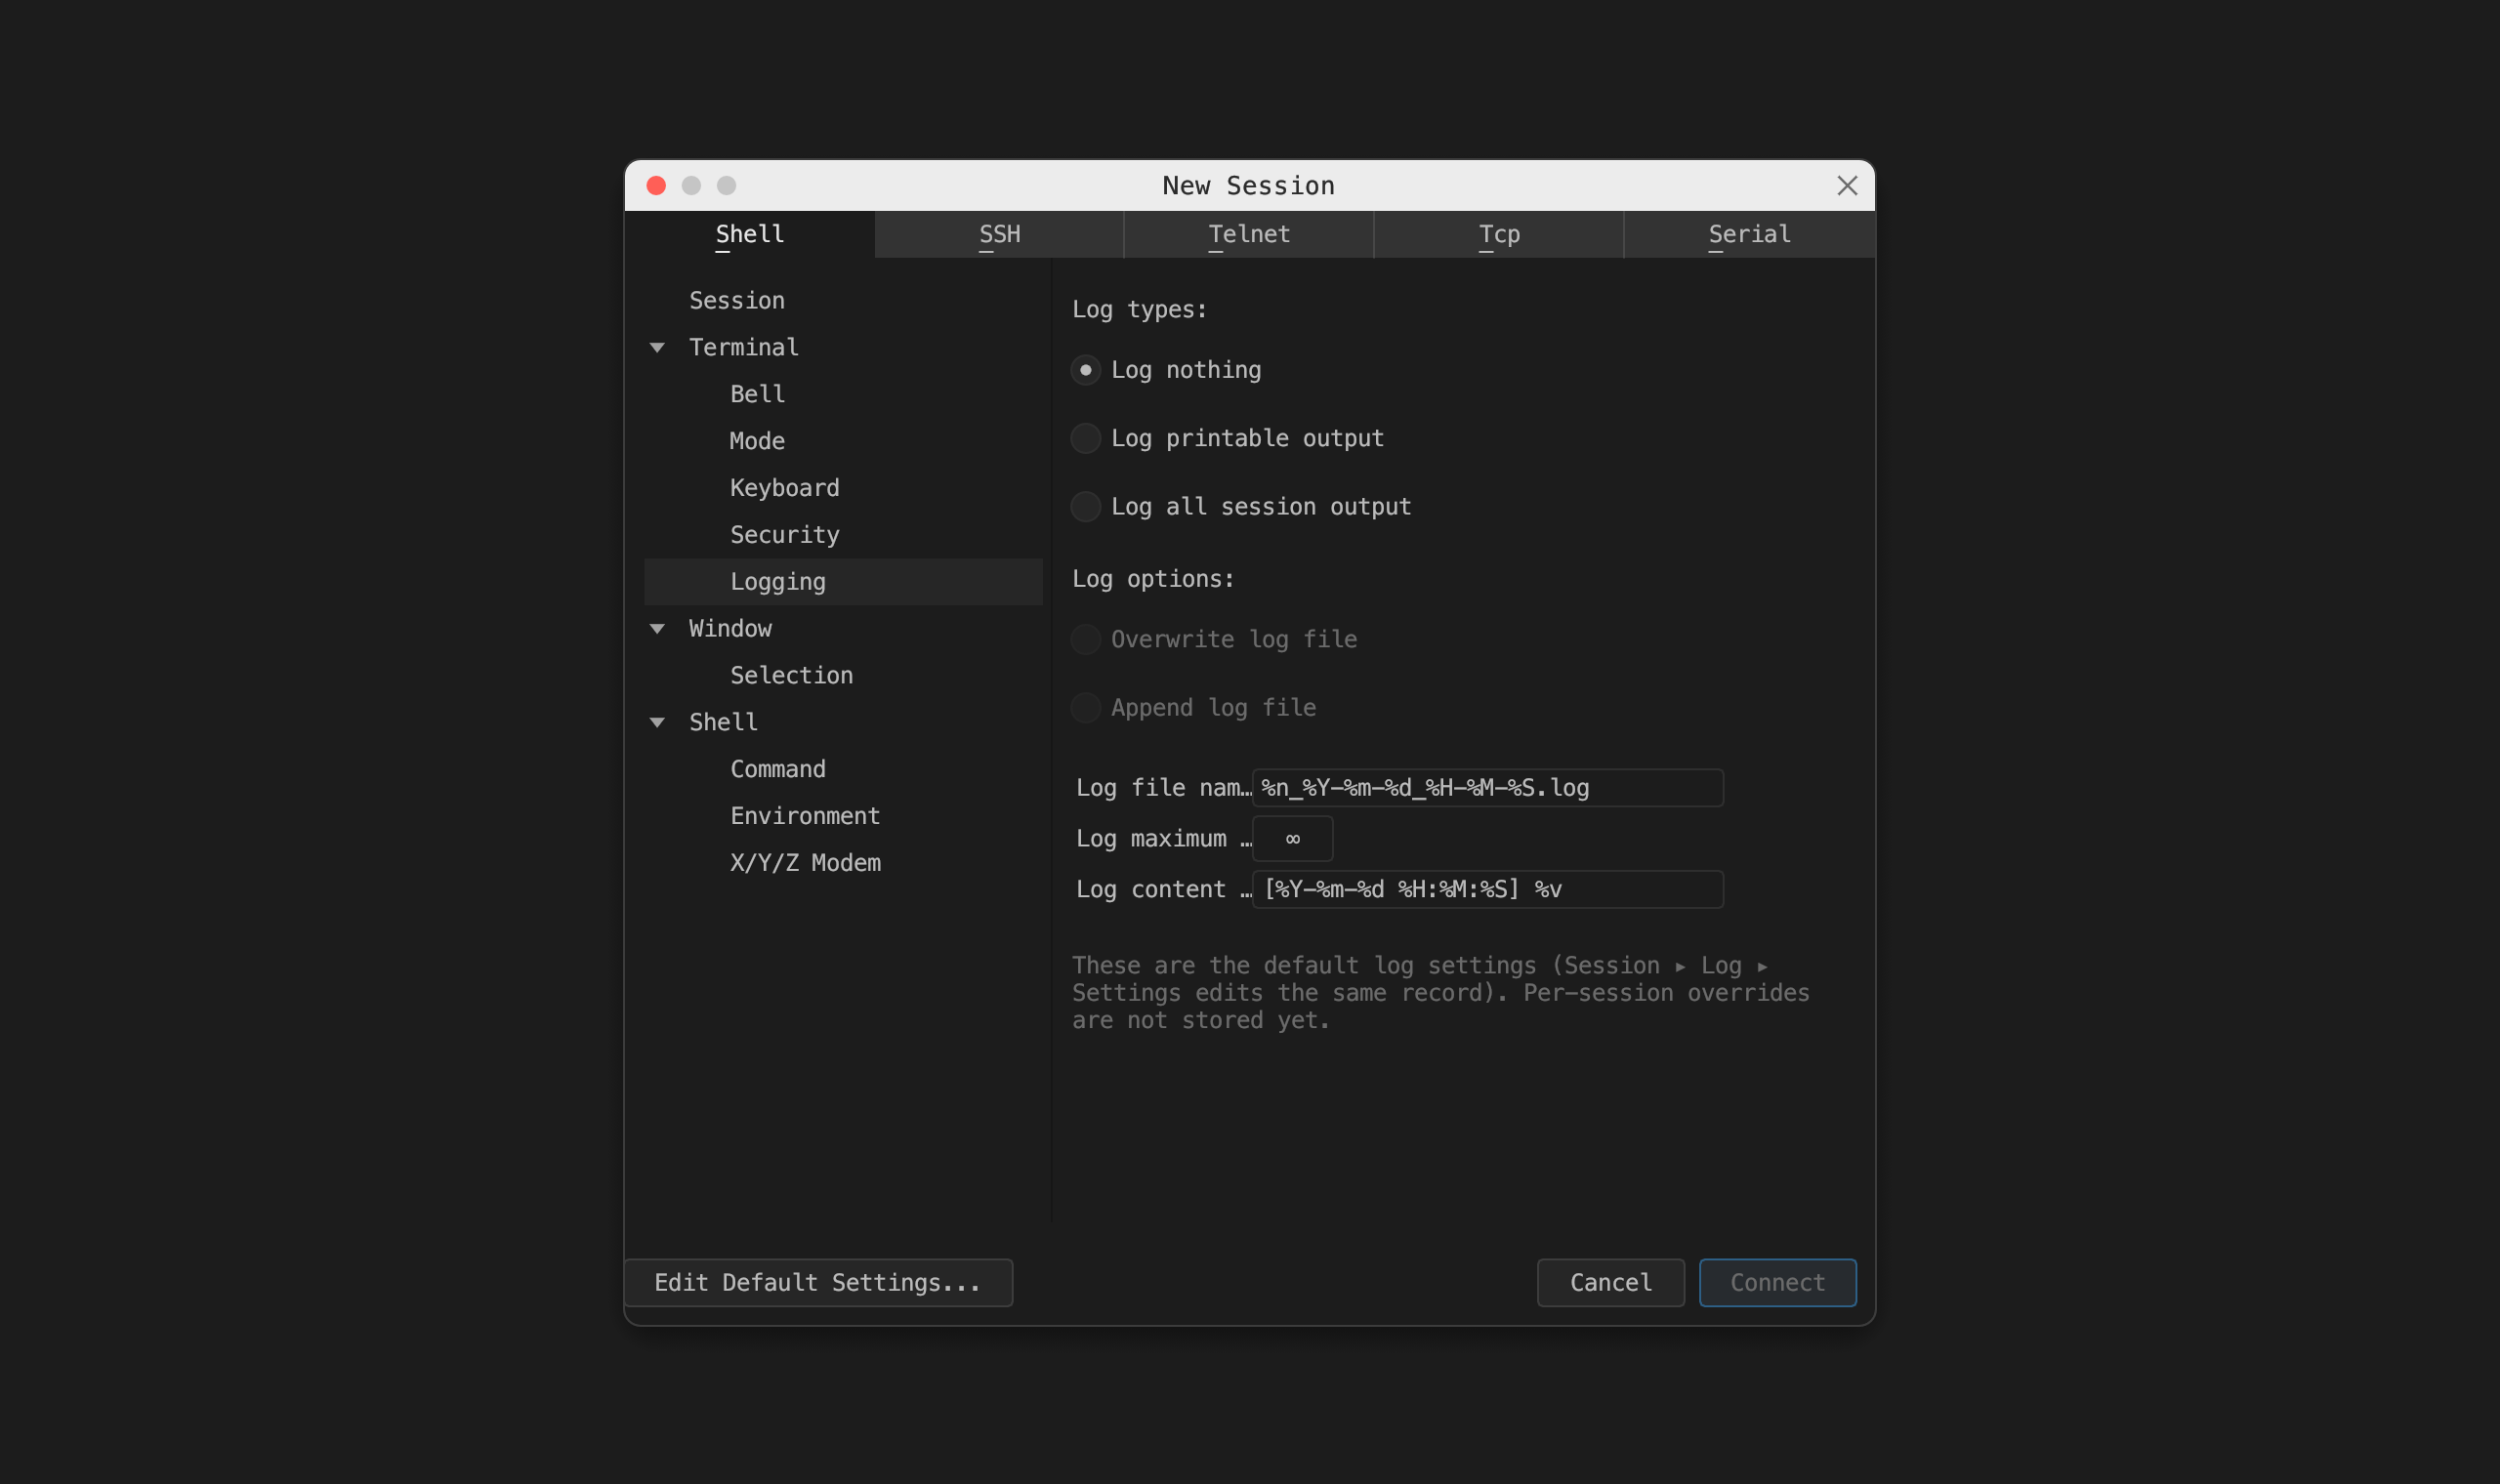 New Session
Shell SSH Telnet Tcp Serial
Session
Terminal
Bell
Mode
Keyboard
Security
Logging
Window
Selection
Shell
Command
Environment
X/Y/Z Modem
Log types:
Log nothing
Log printable output
Log all session output
Log options:
Overwrite log file
Append log file
Log file nam… %n_%Y-%m-%d_%H-%M-%S.log
Log maximum … ∞
Log content … [%Y-%m-%d %H:%M:%S] %v
These are the default log settings (Session ▸ Log ▸
Settings edits the same record). Per-session overrides
are not stored yet.
Edit Default Settings... Cancel Connect